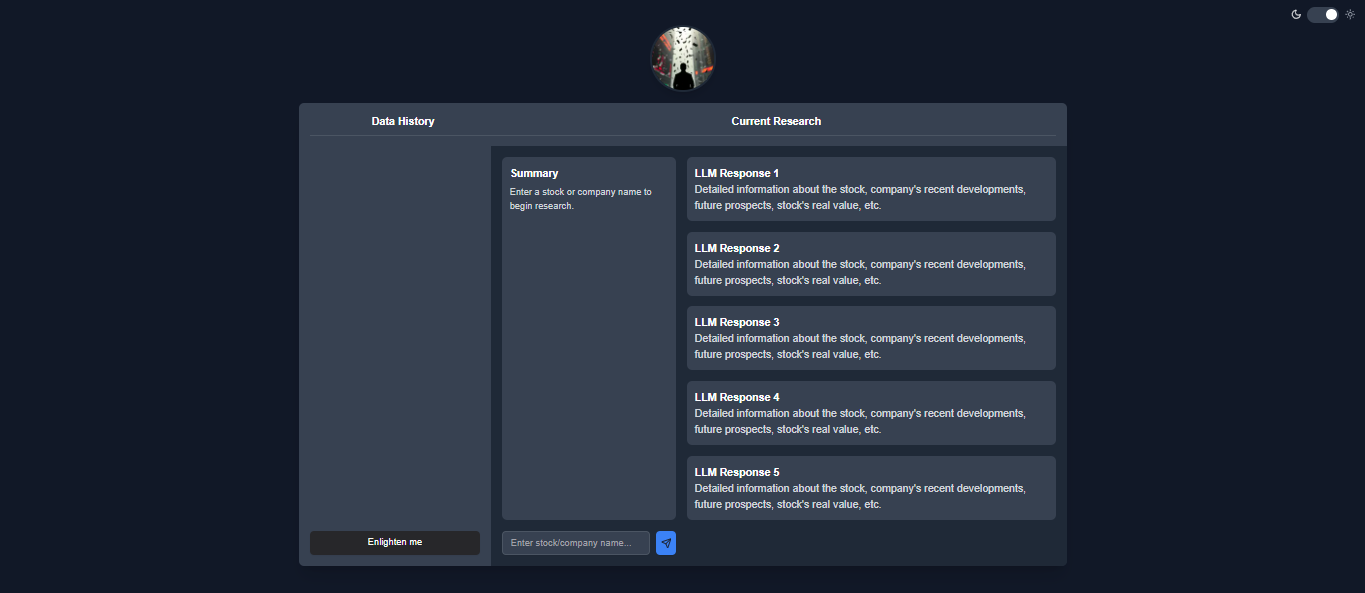 Data History
Current Research
Summary
Enter a stock or company name to
begin research.
LLM Response 1
Detailed information about the stock, company's recent developments,
future prospects, stock's real value, etc.
LLM Response 2
Detailed information about the stock, company's recent developments,
future prospects, stock's real value, etc.
LLM Response 3
Detailed information about the stock, company's recent developments,
future prospects, stock's real value, etc.
LLM Response 4
Detailed information about the stock, company's recent developments,
future prospects, stock's real value, etc.
LLM Response 5
Detailed information about the stock, company's recent developments,
future prospects, stock's real value, etc.
Enlighten me
Enter stock/company name...